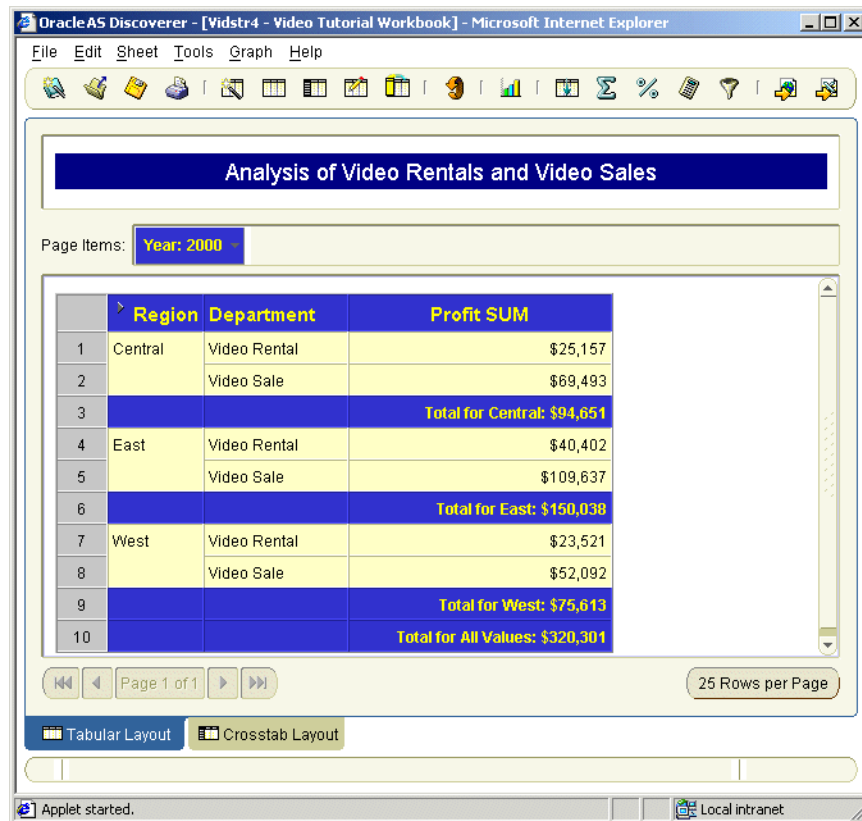 OracleAS Discoverer - [Vidstr4 - Video Tutorial Workbook] - Microsoft Internet Explorer
File Edit Sheet Tools Graph Help
Analysis of Video Rentals and Video Sales
Page Items: Year: 2000
Region Department Profit SUM
1 Central Video Rental $25,157
2 Video Sale $69,493
3 Total for Central: $94,651
4 East Video Rental $40,402
5 Video Sale $109,637
6 Total for East: $150,038
7 West Video Rental $23,521
8 Video Sale $52,092
9 Total for West: $75,613
10 Total for All Values: $320,301
Page 1 of 1 25 Rows per Page
Tabular Layout Crosstab Layout
Applet started. Local intranet